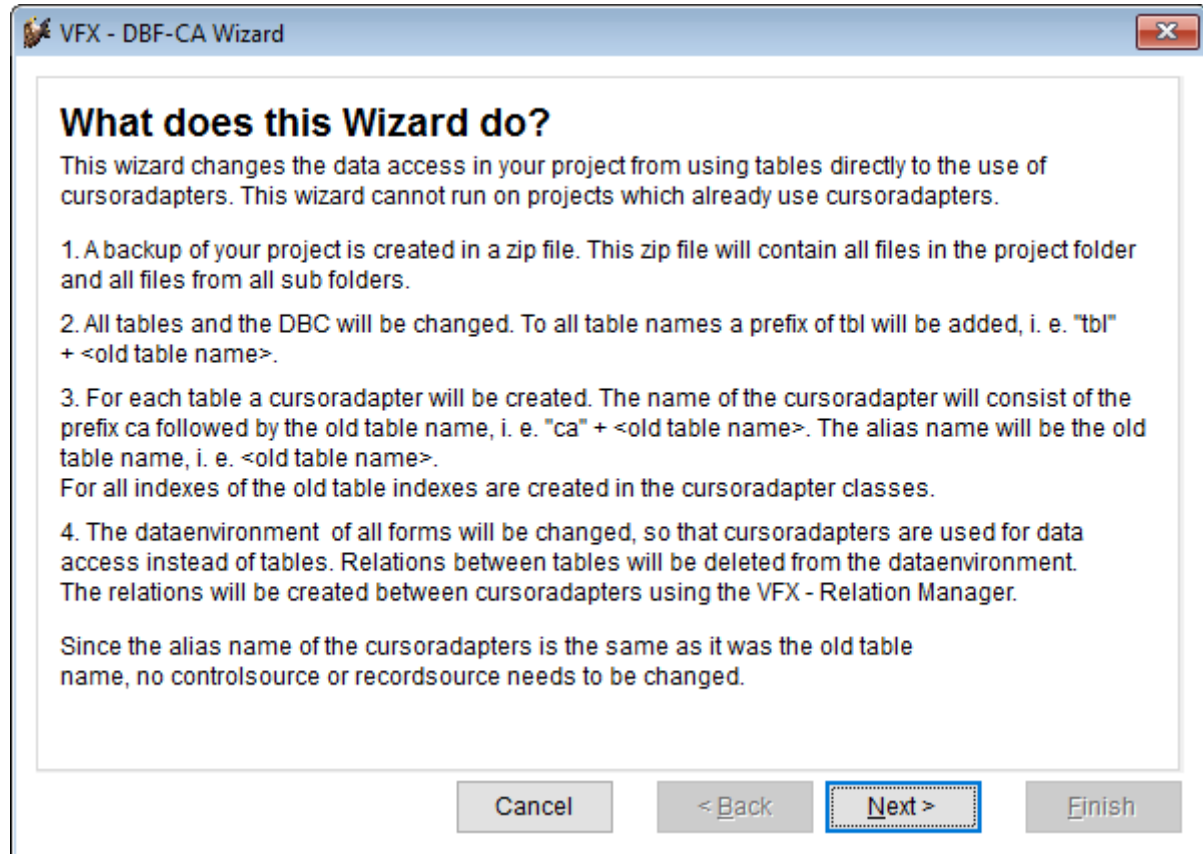 VFX - DBF-CA Wizard
What does this Wizard do?
This wizard changes the data access in your project from using tables directly to the use of
cursoradapters. This wizard cannot run on projects which already use cursoradapters.
1. A backup of your project is created in a zip file. This zip file will contain all files in the project folder
and all files from all sub folders.
2. All tables and the DBC will be changed. To all table names a prefix of tbl will be added, i. e. "tbl"
+ <old table name>.
3. For each table a cursoradapter will be created. The name of the cursoradapter will consist of the
prefix ca followed by the old table name, i. e. "ca" + <old table name>. The alias name will be the old
table name, i. e. <old table name>.
For all indexes of the old table indexes are created in the cursoradapter classes.
4. The dataenvironment  of all forms will be changed, so that cursoradapters are used for data
access instead of tables. Relations between tables will be deleted from the dataenvironment.
The relations will be created between cursoradapters using the VFX - Relation Manager.
Since the alias name of the cursoradapters is the same as it was the old table
name, no controlsource or recordsource needs to be changed.
Cancel
< Back
Next >
Finish